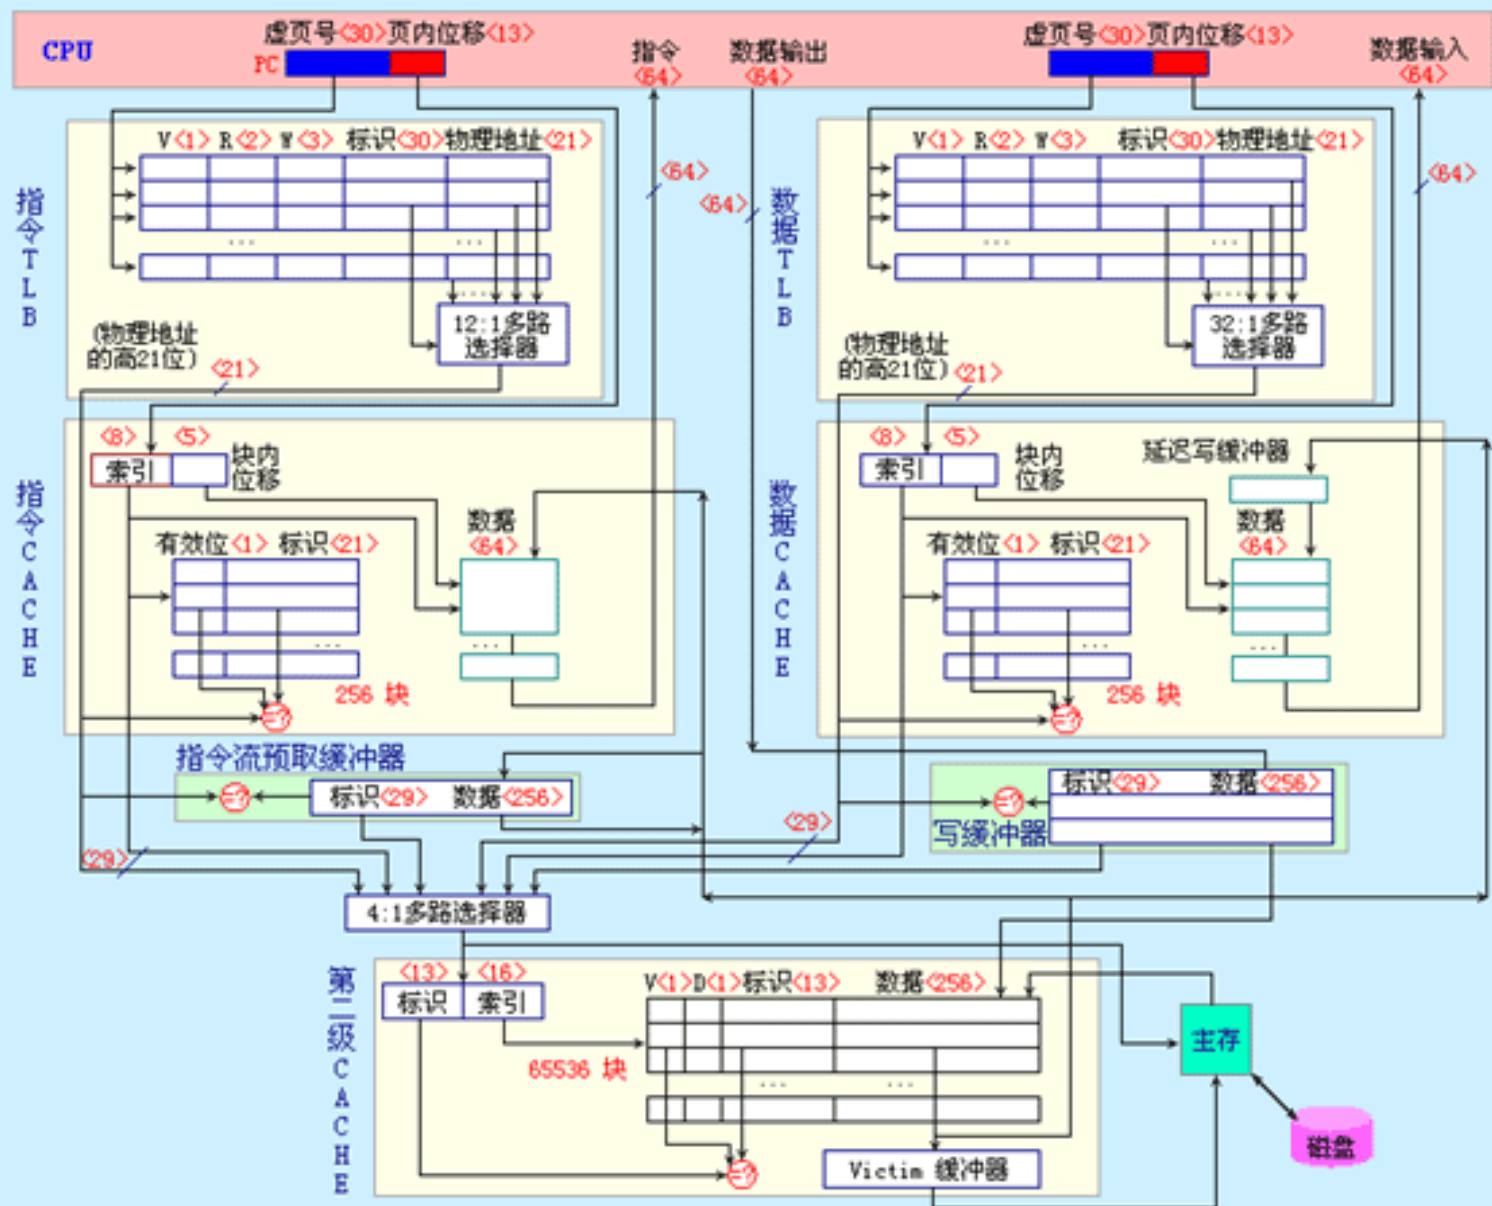 CPU
虚页号<30>页内位移<13>
PC
指令
<64>
数据输出
<64>
虚页号<30>页内位移<13>
数据输入
<64>
指令TLB
V<1> R<2> W<3> 标识<30>物理地址<21>
...
...
12:1多路
选择器
(物理地址
的高21位)
<21>
<64>
<64>
数据TLB
V<1> R<2> W<3> 标识<30>物理地址<21>
...
...
32:1多路
选择器
(物理地址
的高21位)
<21>
<64>
指令CACHE
<8> <5>
索引
块内
位移
数据
<64>
有效位<1> 标识<21>
...
...
256 块
=?
数据CACHE
<8> <5>
索引
块内
位移
延迟写缓冲器
数据
<64>
有效位<1> 标识<21>
...
...
256 块
=?
指令流预取缓冲器
=?
标识<29> 数据<256>
<29>
<29>
=?
标识<29> 数据<256>
写缓冲器
4:1多路选择器
第二级CACHE
<13> <16>
标识 索引
V<1>D<1>标识<13> 数据<256>
65536 块
...
...
=?
Victim 缓冲器
主存
磁盘